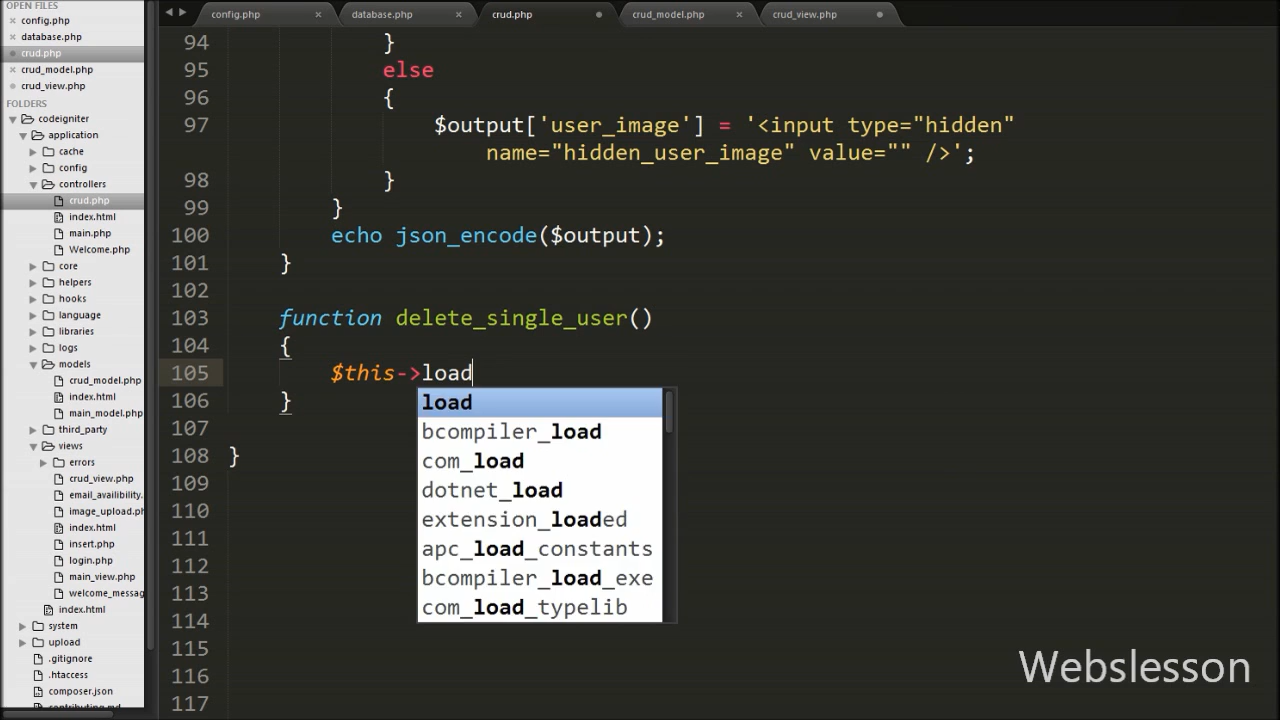 OPEN FILES
config.php
database.php
crud.php
crud_model.php
crud_view.php
FOLDERS
codeigniter
application
cache
config
controllers
crud.php
index.html
main.php
Welcome.php
core
helpers
hooks
language
libraries
logs
models
crud_model.php
index.html
main_model.php
third_party
views
errors
crud_view.php
email_availibility.
image_upload.ph
index.html
insert.php
login.php
main_view.php
welcome_messag
index.html
system
upload
.gitignore
.htaccess
composer.json
contributing.md
config.php × database.php × crud.php crud_model.php × crud_view.php
94 }
95 else
96 {
97 $output['user_image'] = '<input type="hidden"
name="hidden_user_image" value="" />';
98 }
99 }
100 echo json_encode($output);
101 }
102
103 function delete_single_user()
104 {
105 $this->load
106 }
107
108 }
109
110
111
112
113
114
115
116
117
load
bcompiler_load
com_load
dotnet_load
extension_loaded
apc_load_constants
bcompiler_load_exe
com_load_typelib
Webslesson